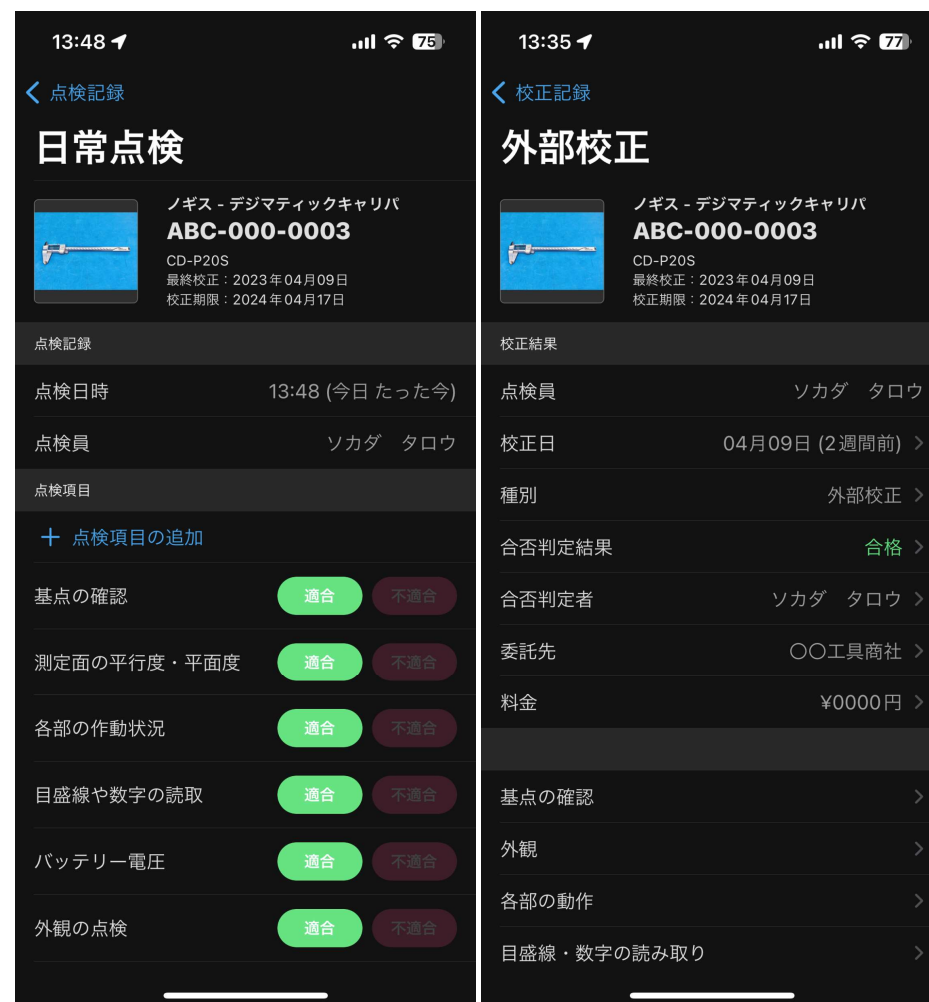 13:48
75
点検記録
日常点検
ノギス - デジマティックキャリパ
ABC-000-0003
CD-P20S
最終校正：2023年04月09日
校正期限：2024年04月17日
点検記録
点検日時 13:48 (今日 たった今)
点検員 ソカダ　タロウ
点検項目
＋ 点検項目の追加
基点の確認 適合 不適合
測定面の平行度・平面度 適合 不適合
各部の作動状況 適合 不適合
目盛線や数字の読取 適合 不適合
バッテリー電圧 適合 不適合
外観の点検 適合 不適合
13:35
77
校正記録
外部校正
ノギス - デジマティックキャリパ
ABC-000-0003
CD-P20S
最終校正：2023年04月09日
校正期限：2024年04月17日
校正結果
点検員 ソカダ　タロウ
校正日 04月09日 (2週間前)
種別 外部校正
合否判定結果 合格
合否判定者 ソカダ　タロウ
委託先 〇〇工具商社
料金 ¥0000円
基点の確認
外観
各部の動作
目盛線・数字の読み取り